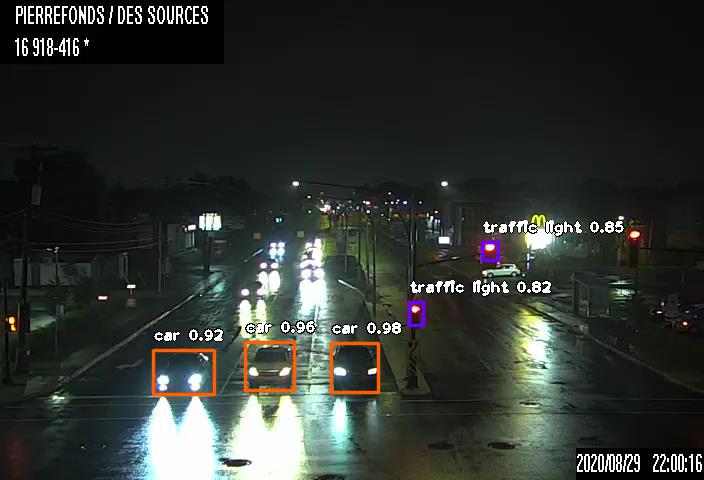 PIERREFONDS / DES SOURCES
16 918-416 *
traffic light 0.85
traffic light 0.82
car 0.92
car 0.96
car 0.98
2020/08/29 22:00:16